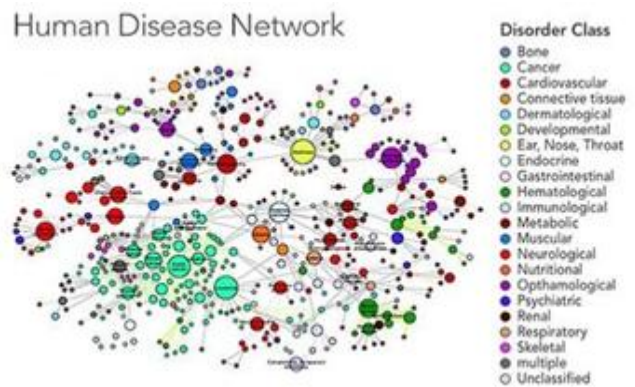 Human Disease Network
Disorder Class
Bone
Cancer
Cardiovascular
Connective tissue
Dermatological
Developmental
Ear, Nose, Throat
Endocrine
Gastrointestinal
Hematological
Immunological
Metabolic
Muscular
Neurological
Nutritional
Opthamological
Psychiatric
Renal
Respiratory
Skeletal
multiple
Unclassified